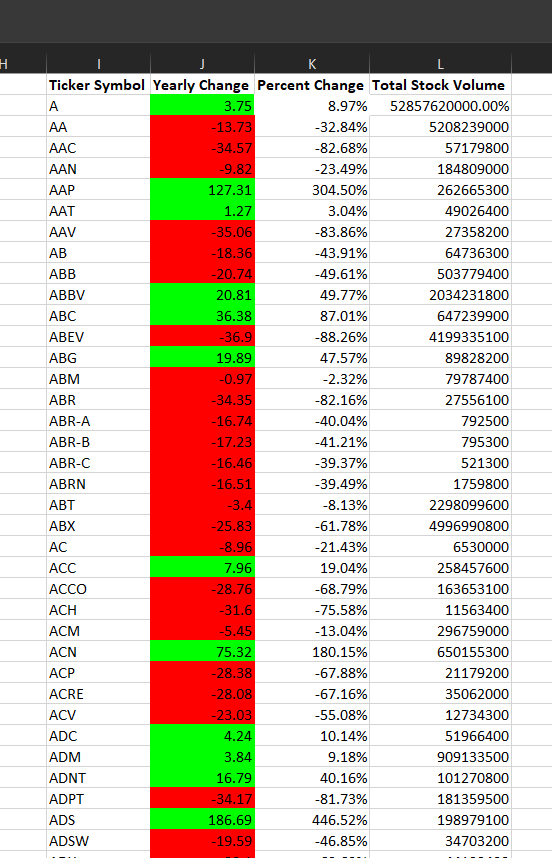 H I J K L
Ticker Symbol Yearly Change Percent Change Total Stock Volume
A 3.75 8.97% 52857620000.00%
AA -13.73 -32.84% 5208239000
AAC -34.57 -82.68% 57179800
AAN -9.82 -23.49% 184809000
AAP 127.31 304.50% 262665300
AAT 1.27 3.04% 49026400
AAV -35.06 -83.86% 27358200
AB -18.36 -43.91% 64736300
ABB -20.74 -49.61% 503779400
ABBV 20.81 49.77% 2034231800
ABC 36.38 87.01% 647239900
ABEV -36.9 -88.26% 4199335100
ABG 19.89 47.57% 89828200
ABM -0.97 -2.32% 79787400
ABR -34.35 -82.16% 27556100
ABR-A -16.74 -40.04% 792500
ABR-B -17.23 -41.21% 795300
ABR-C -16.46 -39.37% 521300
ABRN -16.51 -39.49% 1759800
ABT -3.4 -8.13% 2298099600
ABX -25.83 -61.78% 4996990800
AC -8.96 -21.43% 6530000
ACC 7.96 19.04% 258457600
ACCO -28.76 -68.79% 163653100
ACH -31.6 -75.58% 11563400
ACM -5.45 -13.04% 296759000
ACN 75.32 180.15% 650155300
ACP -28.38 -67.88% 21179200
ACRE -28.08 -67.16% 35062000
ACV -23.03 -55.08% 12734300
ADC 4.24 10.14% 51966400
ADM 3.84 9.18% 909133500
ADNT 16.79 40.16% 101270800
ADPT -34.17 -81.73% 181359500
ADS 186.69 446.52% 198979100
ADSW -19.59 -46.85% 34703200